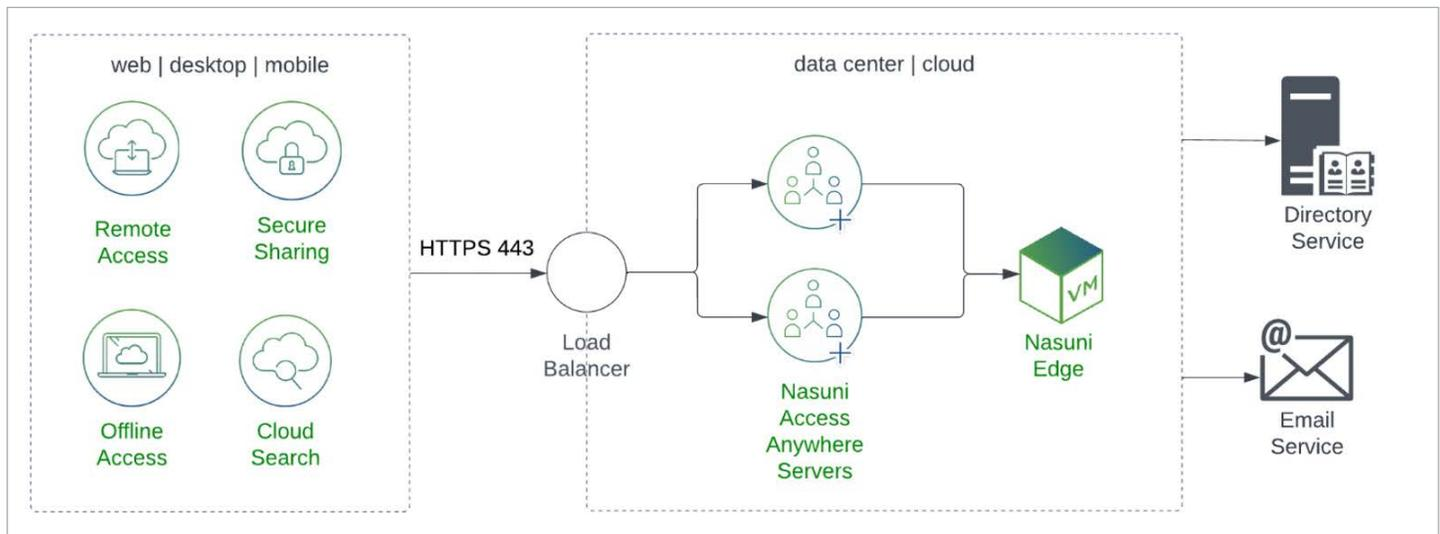 web | desktop | mobile
Remote
Access
Secure
Sharing
Offline
Access
Cloud
Search
HTTPS 443
Load
Balancer
data center | cloud
Nasuni
Access
Anywhere
Servers
VM
Nasuni
Edge
Directory
Service
@
Email
Service